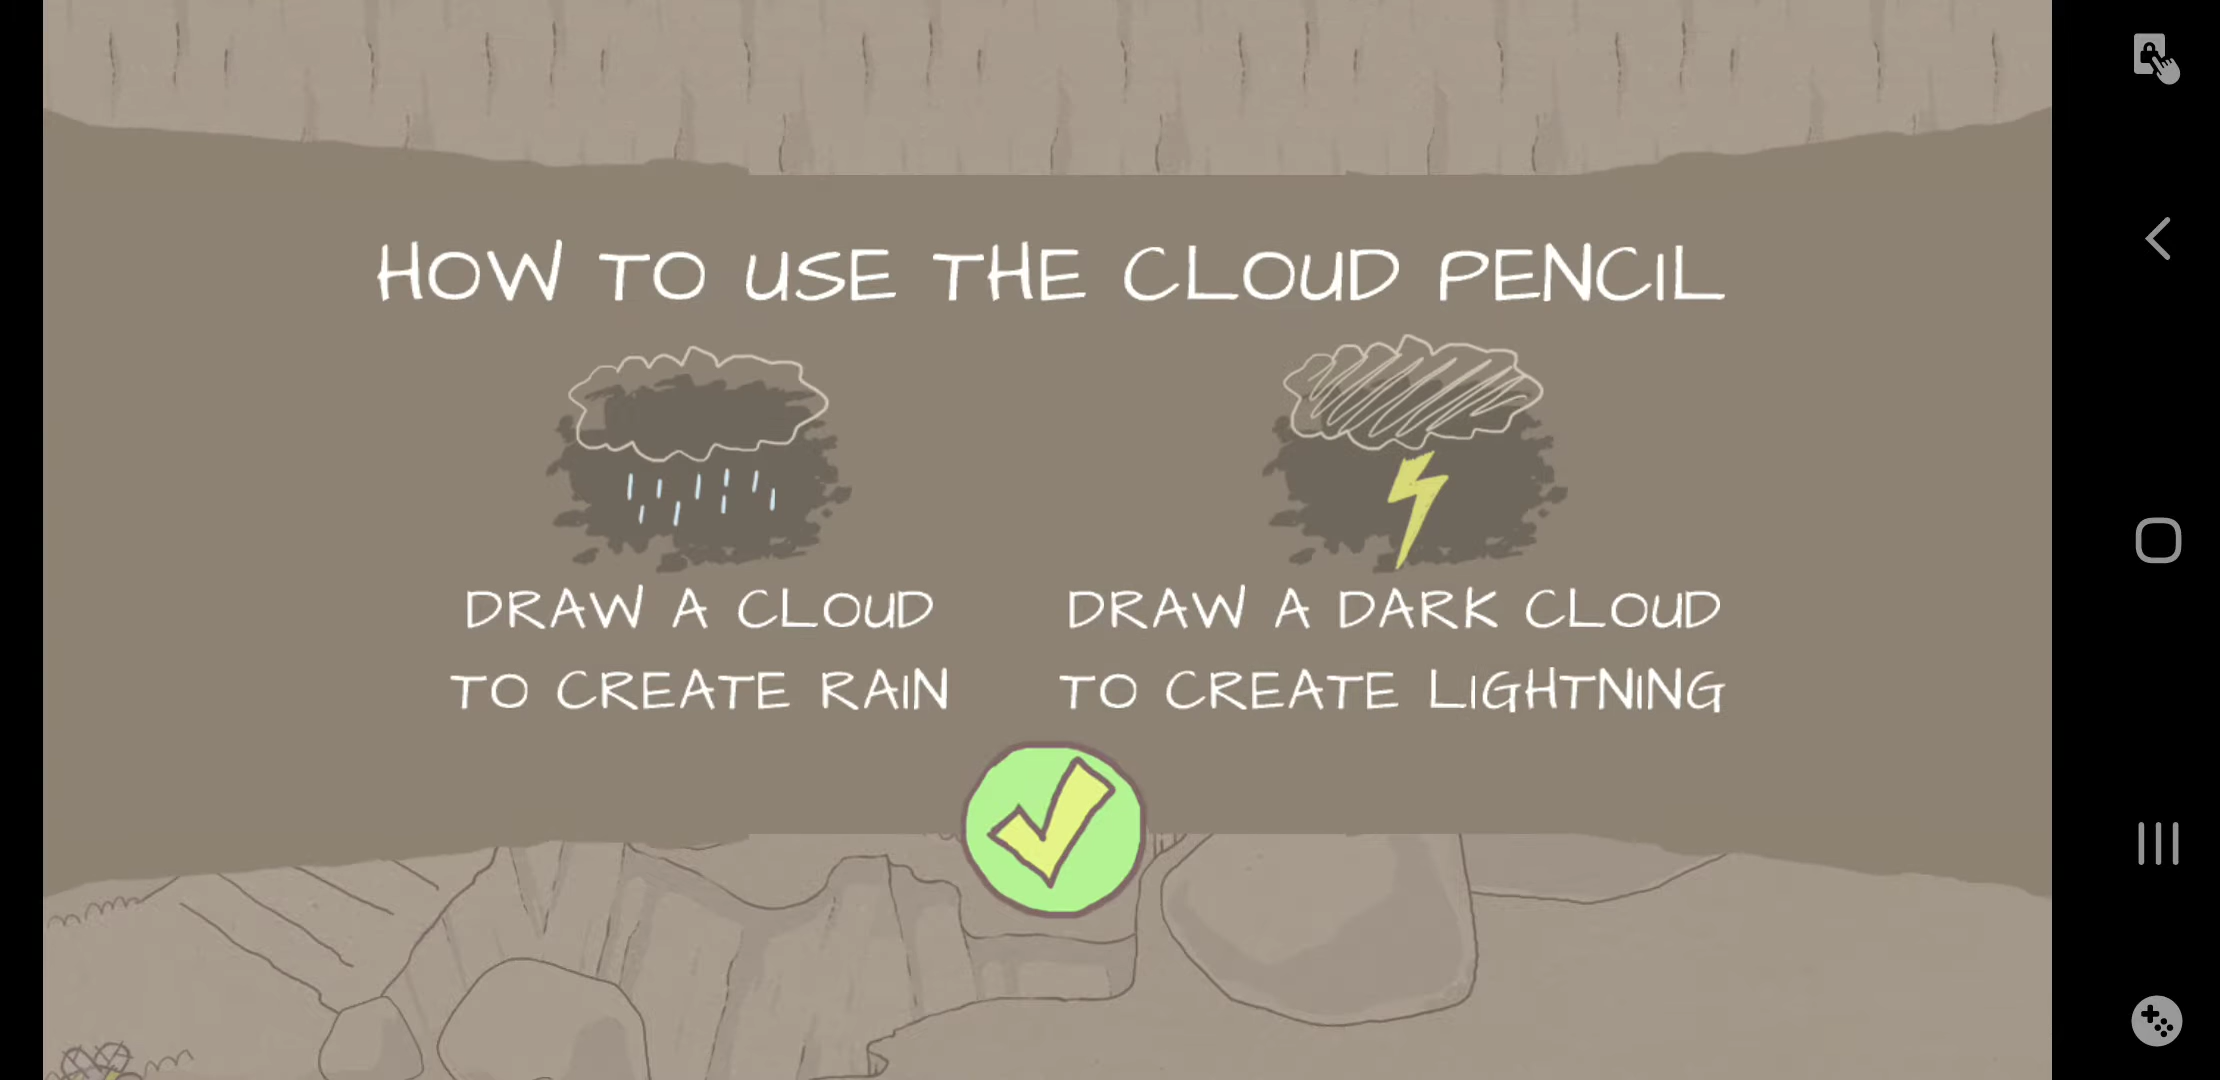 HOW TO USE THE CLOUD PENCIL
DRAW A CLOUD
TO CREATE RAIN
DRAW A DARK CLOUD
TO CREATE LIGHTNING